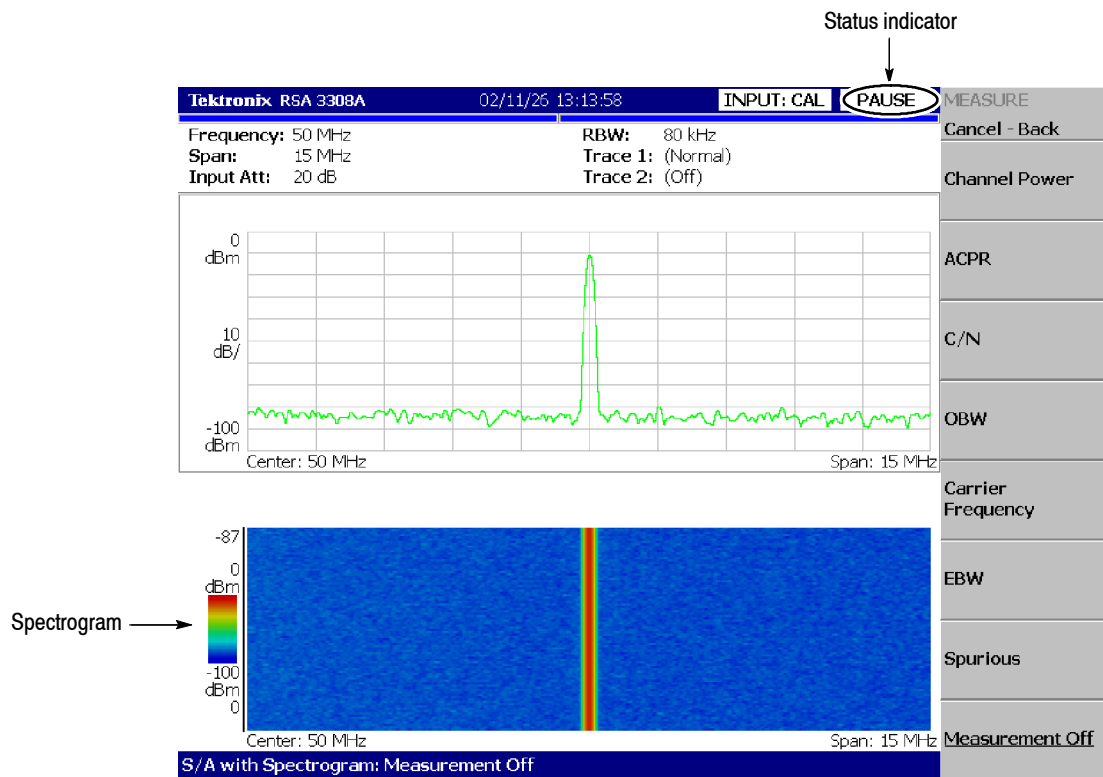 Status indicator
Tektronix RSA 3308A 02/11/26 13:13:58 INPUT: CAL PAUSE
Frequency: 50 MHz RBW: 80 kHz
Span: 15 MHz Trace 1: (Normal)
Input Att: 20 dB Trace 2: (Off)
0
dBm
10
dB/
-100
dBm
Center: 50 MHz Span: 15 MHz
-87
0
dBm
Spectrogram
-100
dBm
0
Center: 50 MHz Span: 15 MHz
S/A with Spectrogram: Measurement Off
MEASURE
Cancel - Back
Channel Power
ACPR
C/N
OBW
Carrier
Frequency
EBW
Spurious
Measurement Off